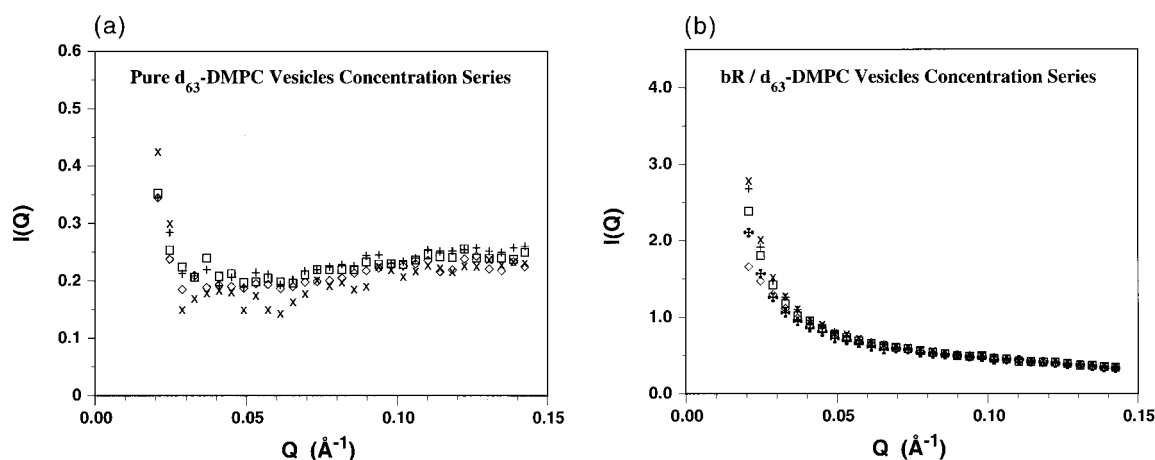 (a)
Pure d63-DMPC Vesicles Concentration Series
I(Q)
0.6
0.5
0.4
0.3
0.2
0.1
0
0.00 0.05 0.10 0.15
Q (Å-1)
(b)
bR / d63-DMPC Vesicles Concentration Series
I(Q)
4.0
3.0
2.0
1.0
0.0
0.00 0.05 0.10 0.15
Q (Å-1)